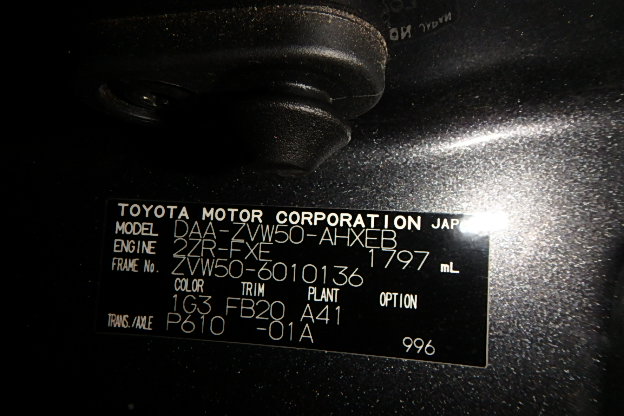 TOYOTA MOTOR CORPORATION JAP
MODEL DAA-ZVW50-AHXEB
ENGINE 2ZR-FXE 1797 mL
FRAME No. ZVW50-6010136
COLOR TRIM PLANT OPTION
1G3 FB20 A41
TRANS./AXLE P610 -01A
996